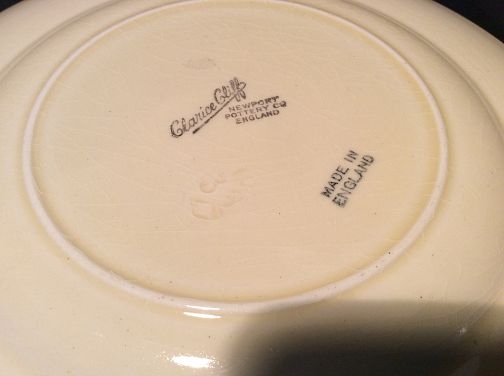 Clarice Cliff
NEWPORT
POTTERY CO
ENGLAND
MADE IN
ENGLAND